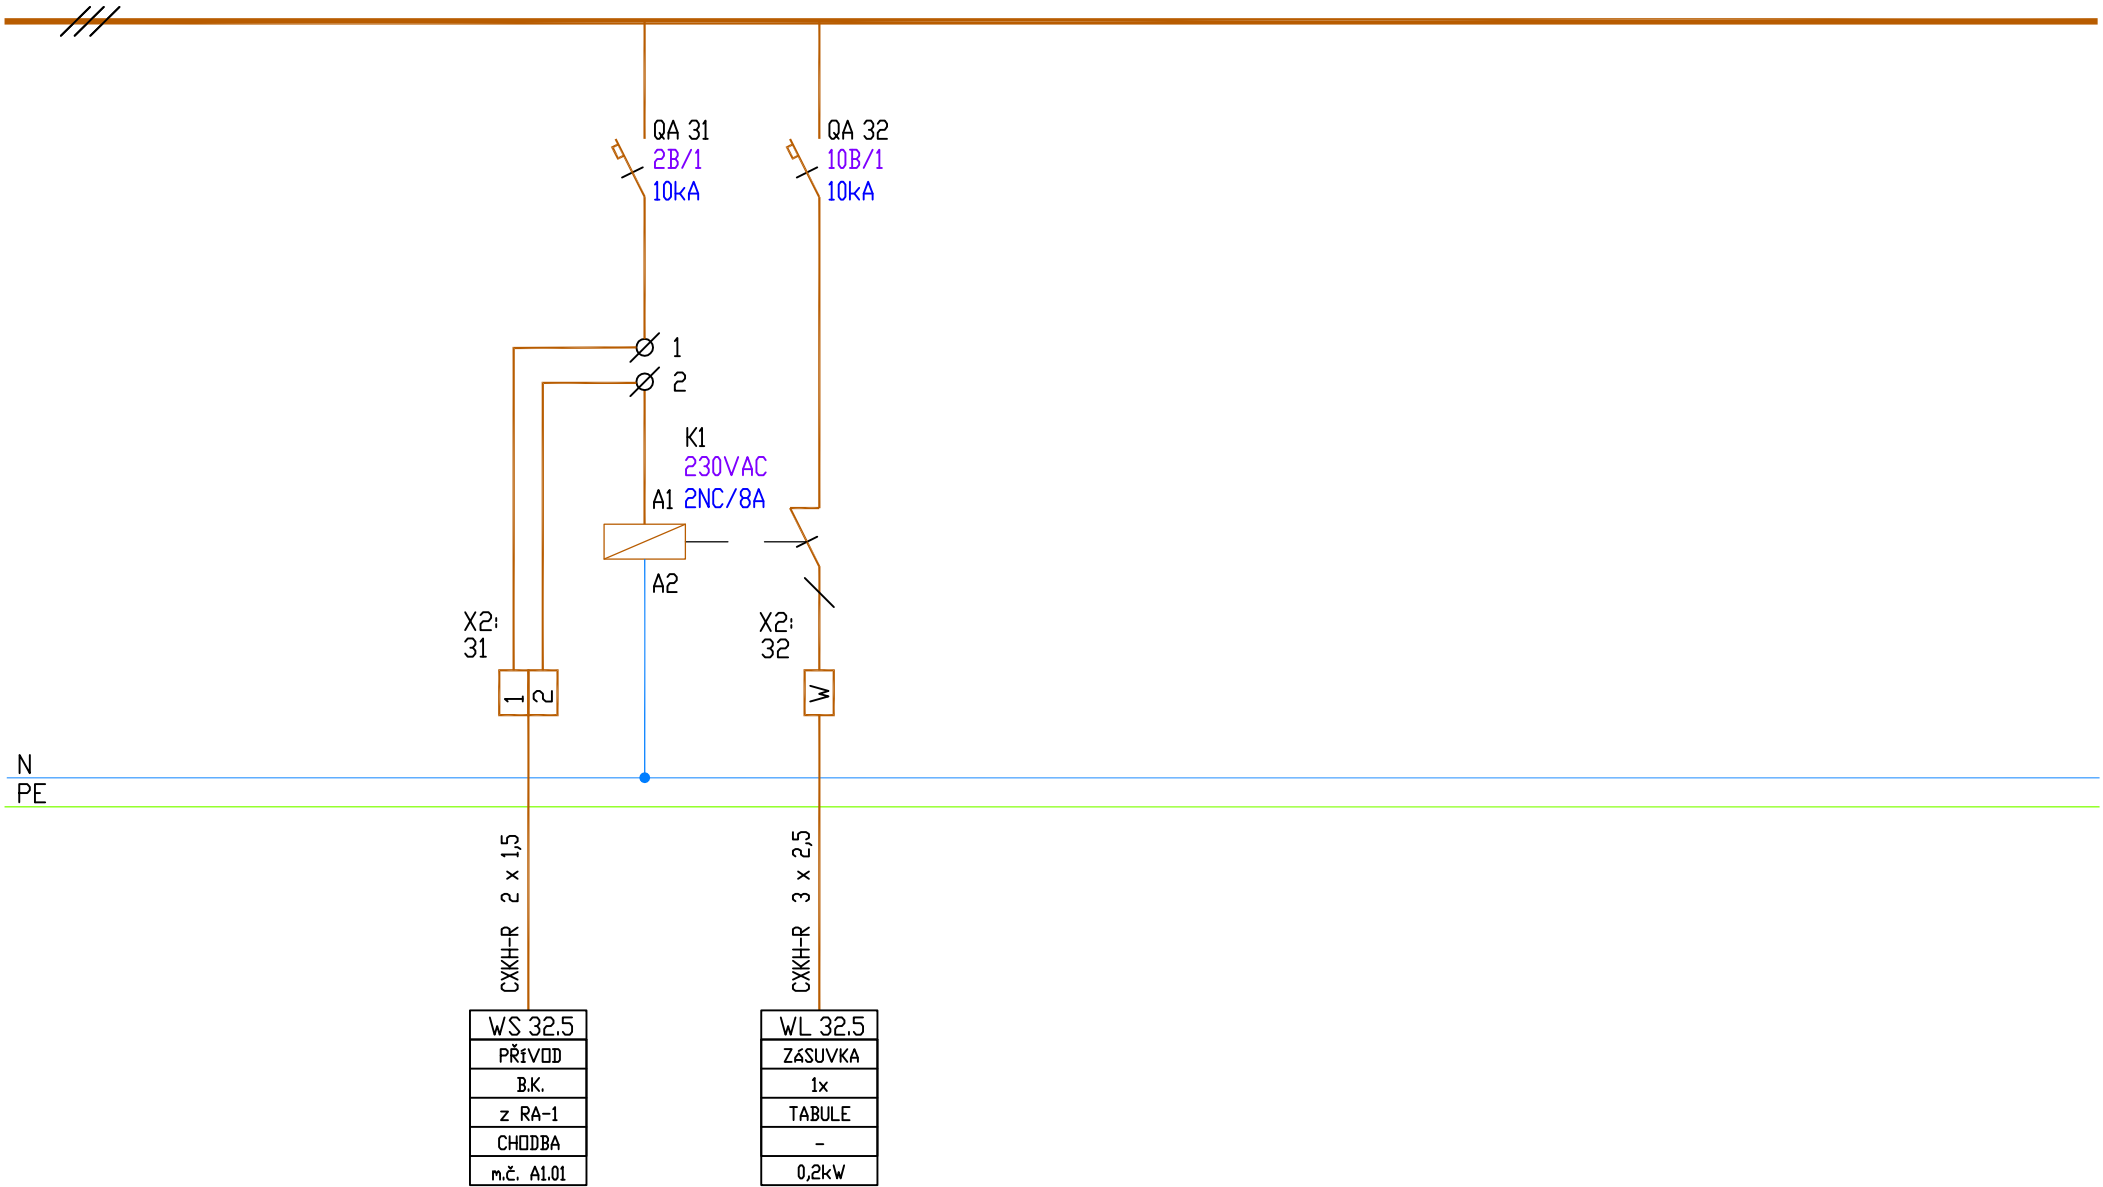 QA 31
2B/1
10kA
QA 32
10B/1
10kA
1
2
K1
230VAC
2NC/8A
A1
A2
X2:
31
X2:
32
1
2
W
N
PE
CXKH-R 2 x 1,5
CXKH-R 3 x 2,5
WS 32.5
PŘíVOD
B.K.
z RA-1
CHODBA
m.č. A1.01
WL 32.5
ZáSUVKA
1x
TABULE
-
0,2kW